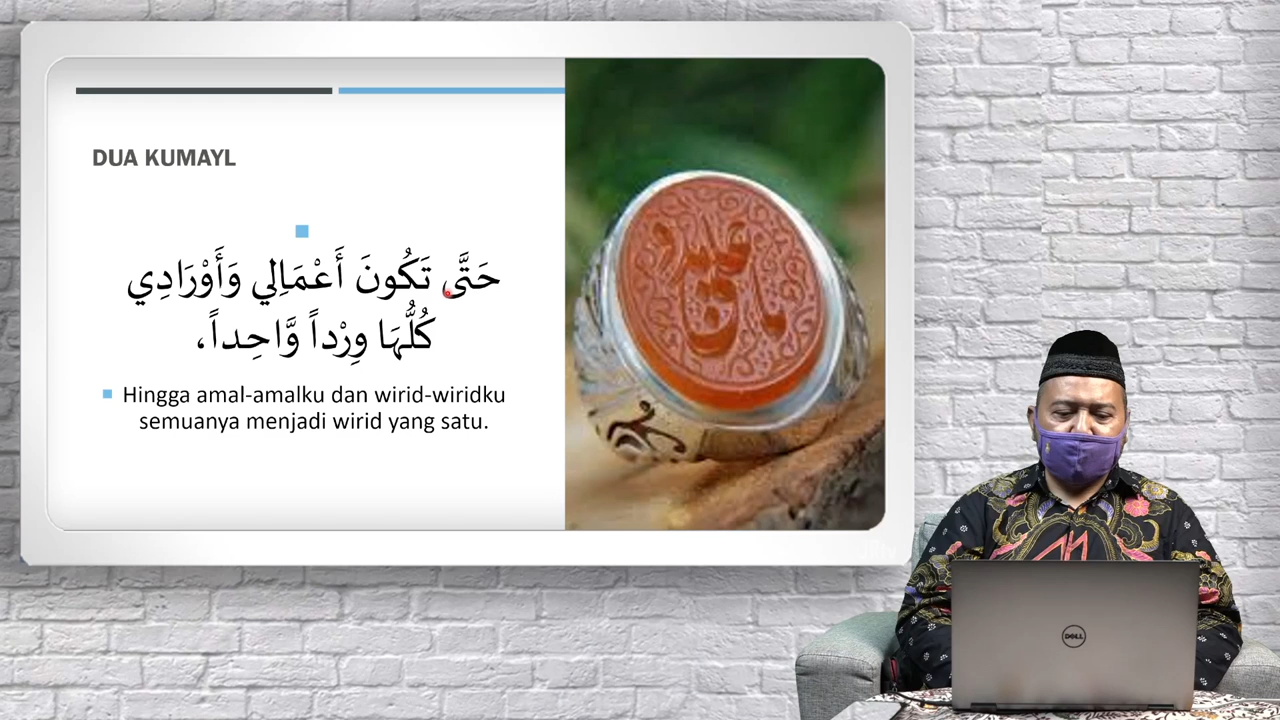 DUA KUMAYL
حَتَّى تَكُونَ أَعْمَالِي وَأَوْرَادِي
كُلُّهَا وِرْداً وَّاحِداً،
Hingga amal-amalku dan wirid-wiridku
semuanya menjadi wirid yang satu.
DELL